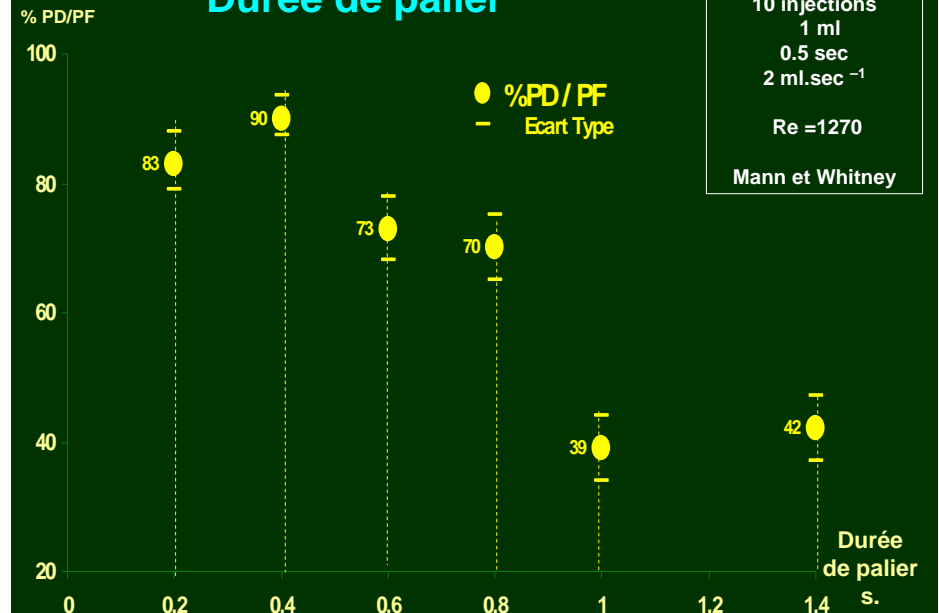 Durée de palier
% PD/PF
10 injections
1 ml
0.5 sec
2 ml.sec –1
Re =1270
Mann et Whitney
%PD / PF
Ecart Type
100
80
60
40
20
83
90
73
70
39
42
0
0.2
0.4
0.6
0.8
1
1.2
1.4
Durée
de palier
s.